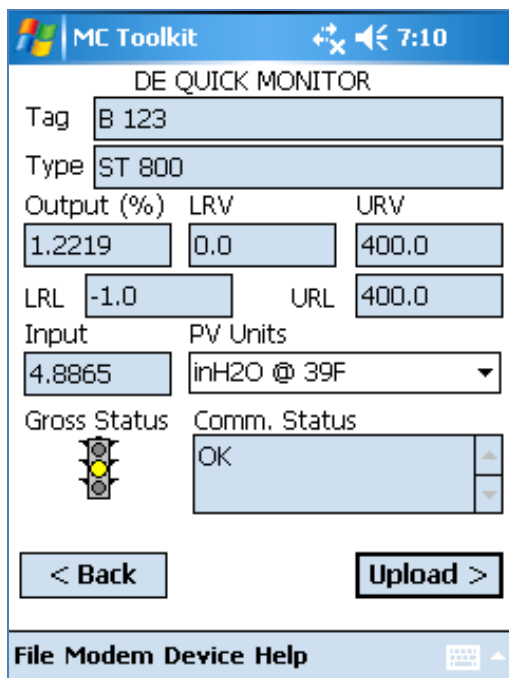 MC Toolkit 7:10
DE QUICK MONITOR
Tag B 123
Type ST 800
Output (%) LRV URV
1.2219 0.0 400.0
LRL -1.0 URL 400.0
Input PV Units
4.8865 inH2O @ 39F
Gross Status Comm. Status
OK
< Back Upload >
File Modem Device Help